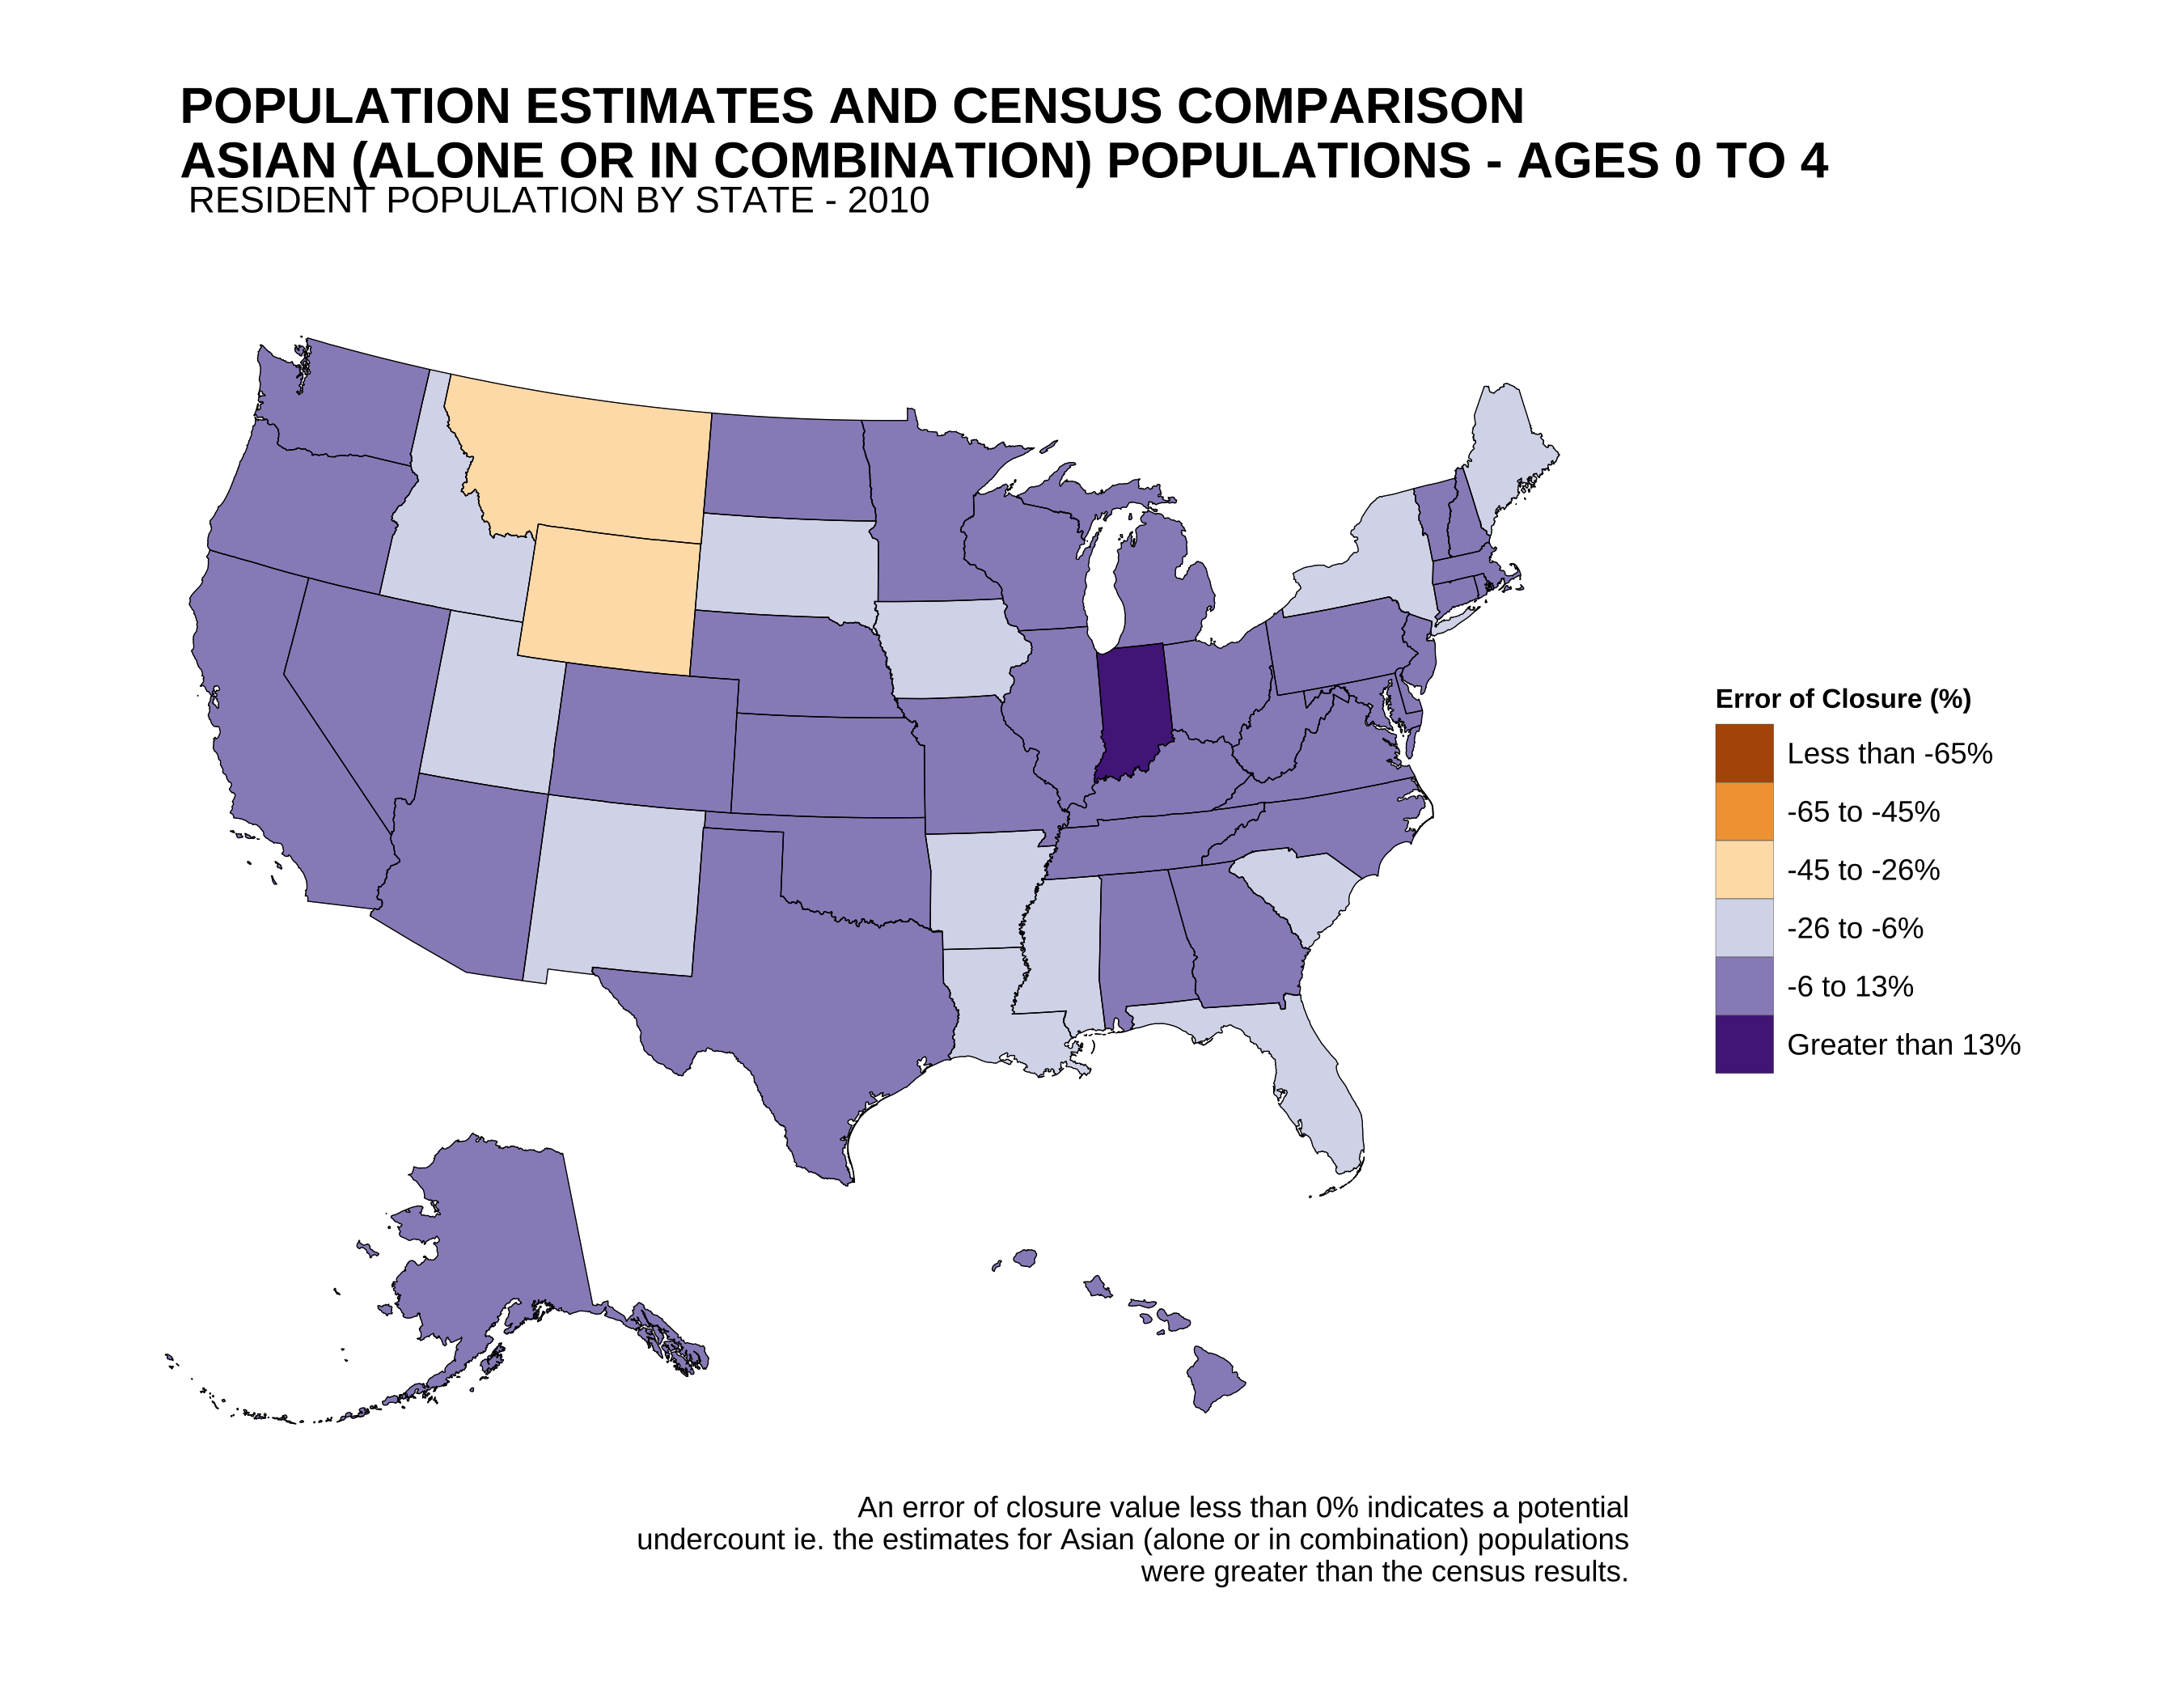 POPULATION ESTIMATES AND CENSUS COMPARISON
ASIAN (ALONE OR IN COMBINATION) POPULATIONS - AGES 0 TO 4
RESIDENT POPULATION BY STATE - 2010
Error of Closure (%)
Less than -65%
-65 to -45%
-45 to -26%
-26 to -6%
-6 to 13%
Greater than 13%
An error of closure value less than 0% indicates a potential
undercount ie. the estimates for Asian (alone or in combination) populations
were greater than the census results.